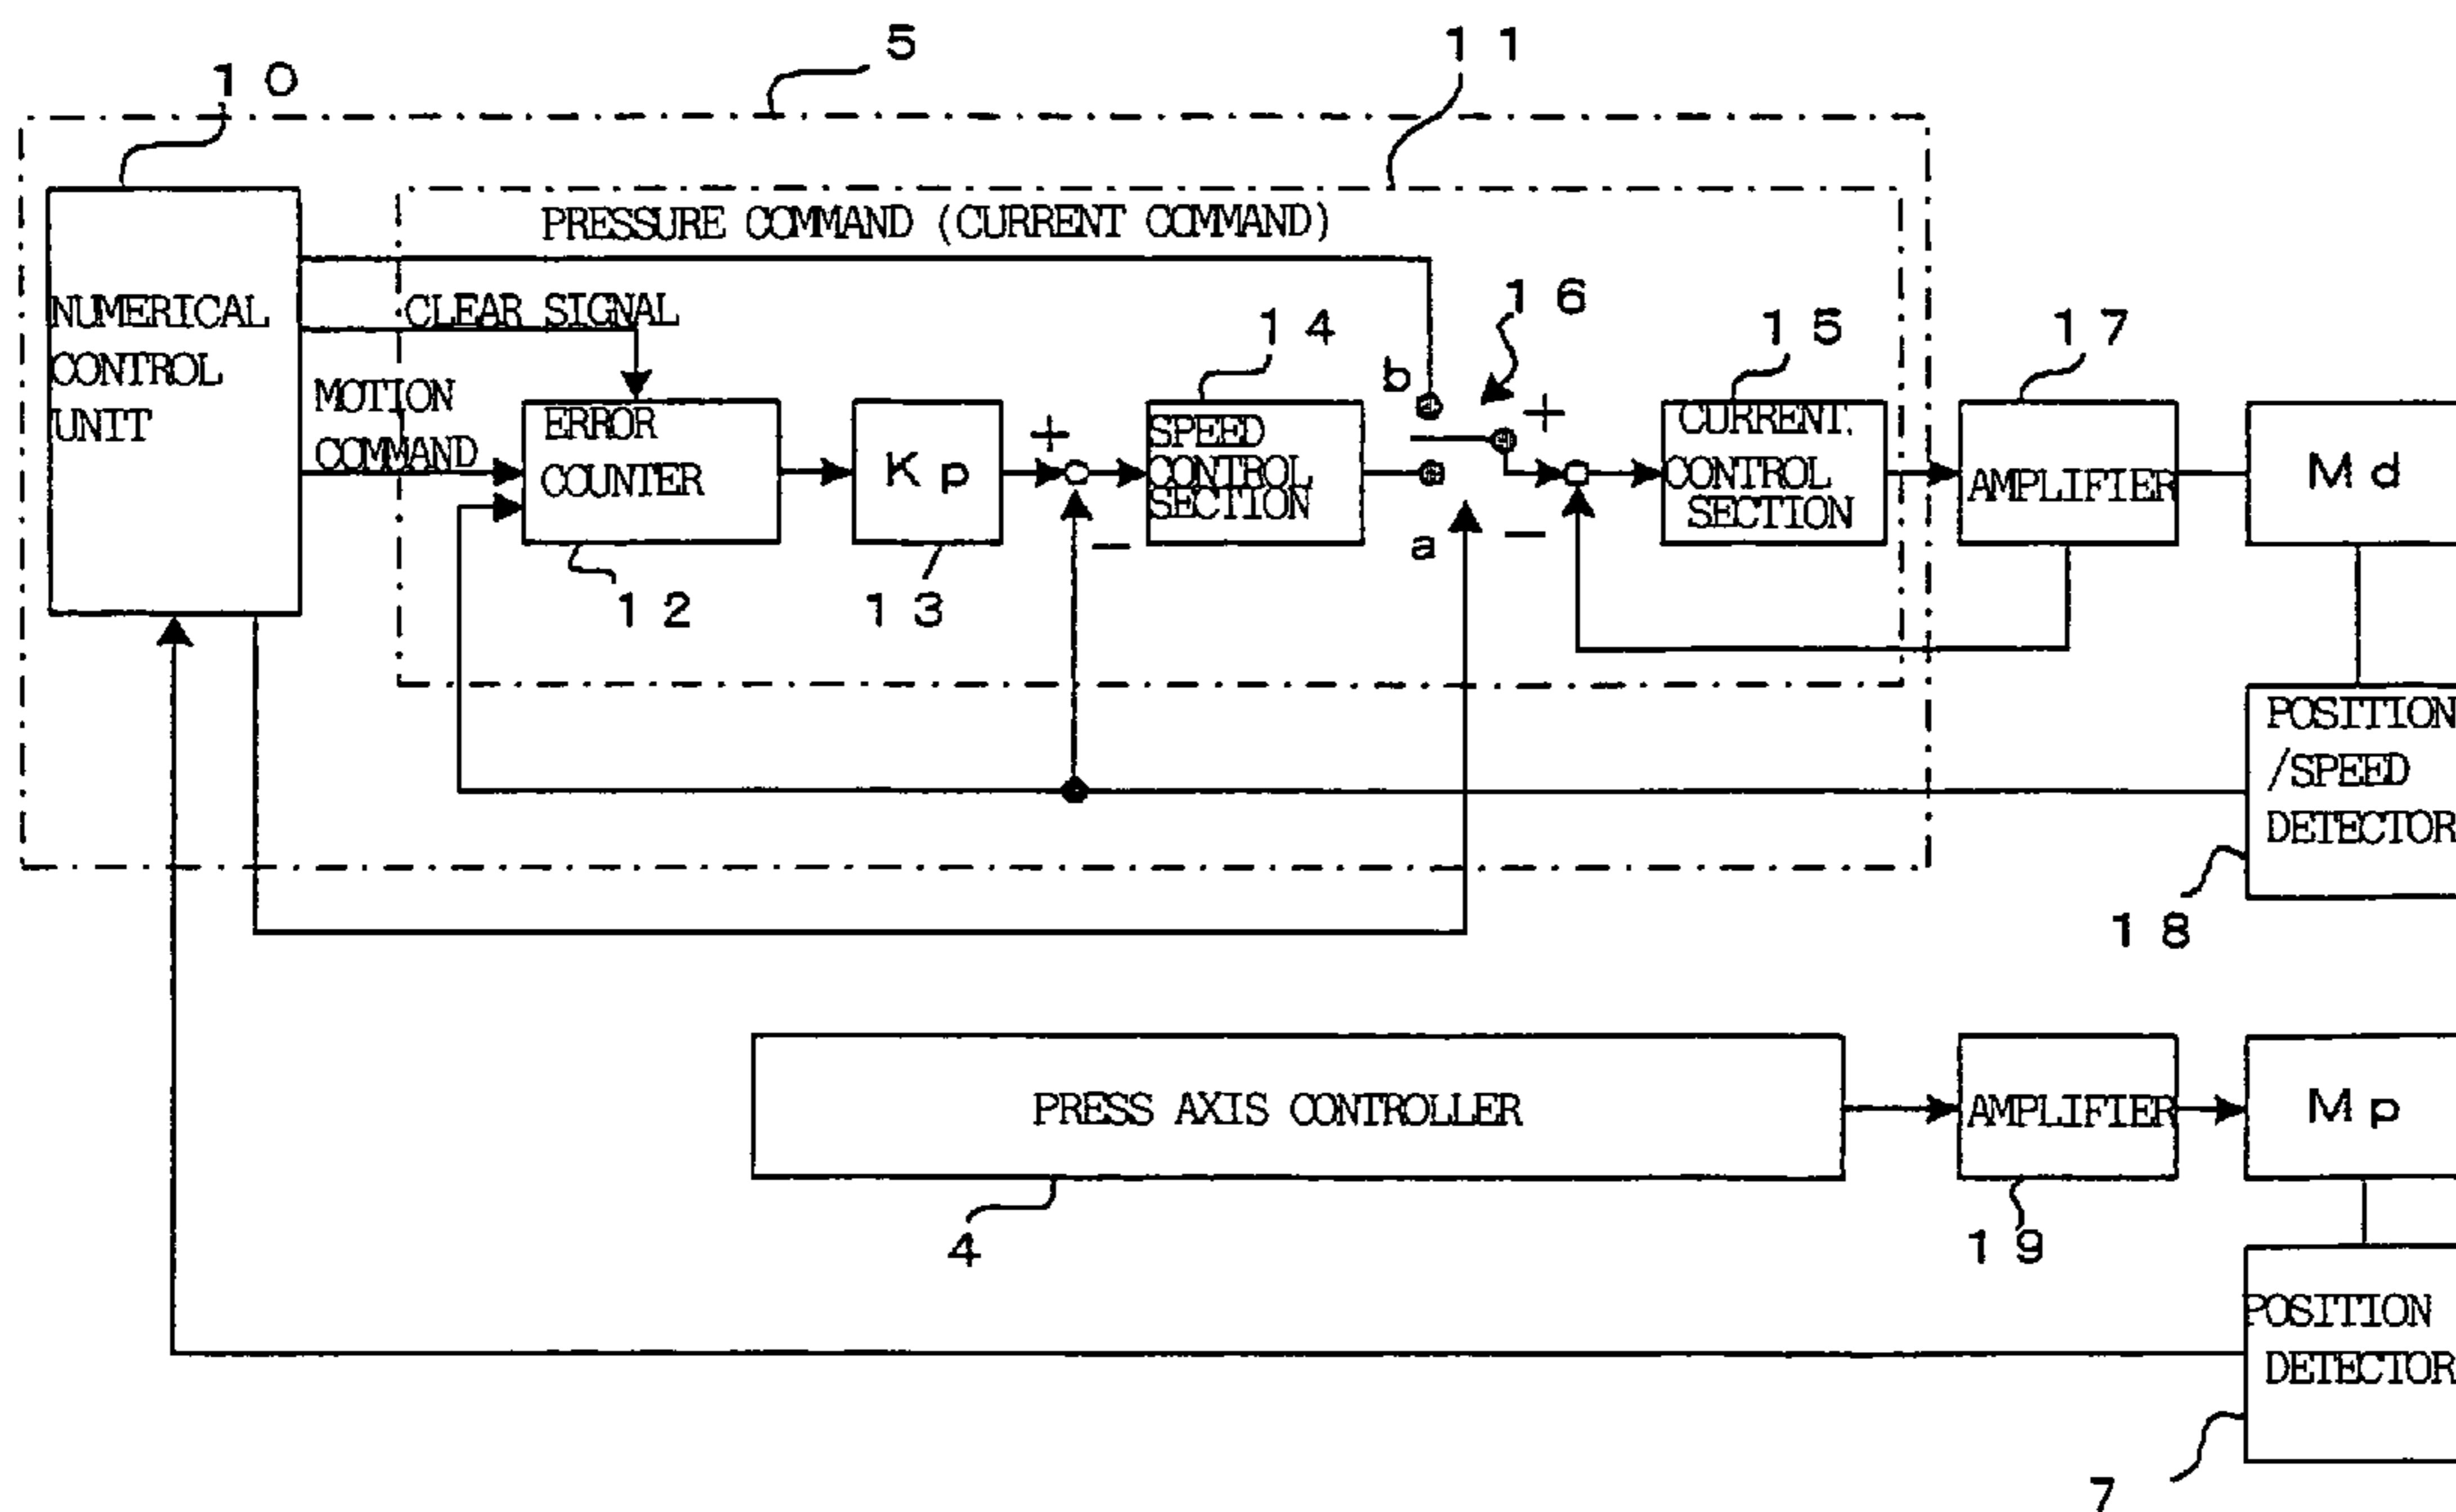 5
11
10
PRESSURE COMMAND (CURRENT COMMAND)
NUMERICAL
CONTROL
UNIT
CLEAR SIGNAL
MOTION
COMMAND
ERROR
COUNTER
12
Kp
13
+
−
14
SPEED
CONTROL
SECTION
b
a
16
+
−
15
CURRENT
CONTROL
SECTION
17
AMPLIFIER
Md
POSITION
/SPEED
DETECTOR
18
PRESS AXIS CONTROLLER
4
AMPLIFIER
19
Mp
POSITION
DETECTOR
7